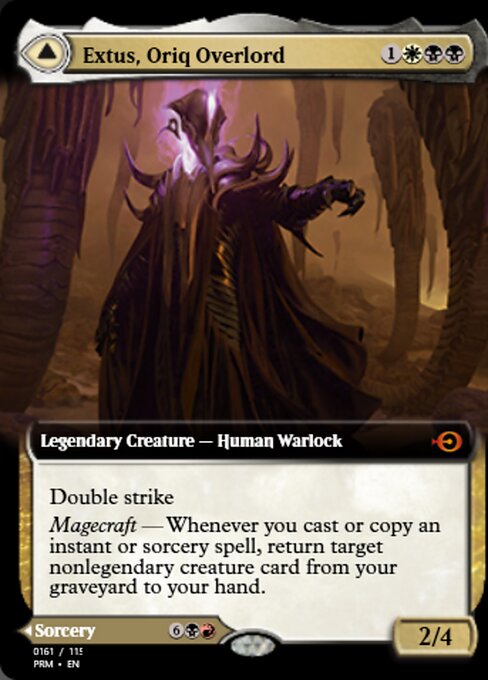 Extus, Oriq Overlord 1
Legendary Creature — Human Warlock
Double strike
Magecraft — Whenever you cast or copy an
instant or sorcery spell, return target
nonlegendary creature card from your
graveyard to your hand.
Sorcery 6
2/4
0161 / 115
PRM • EN